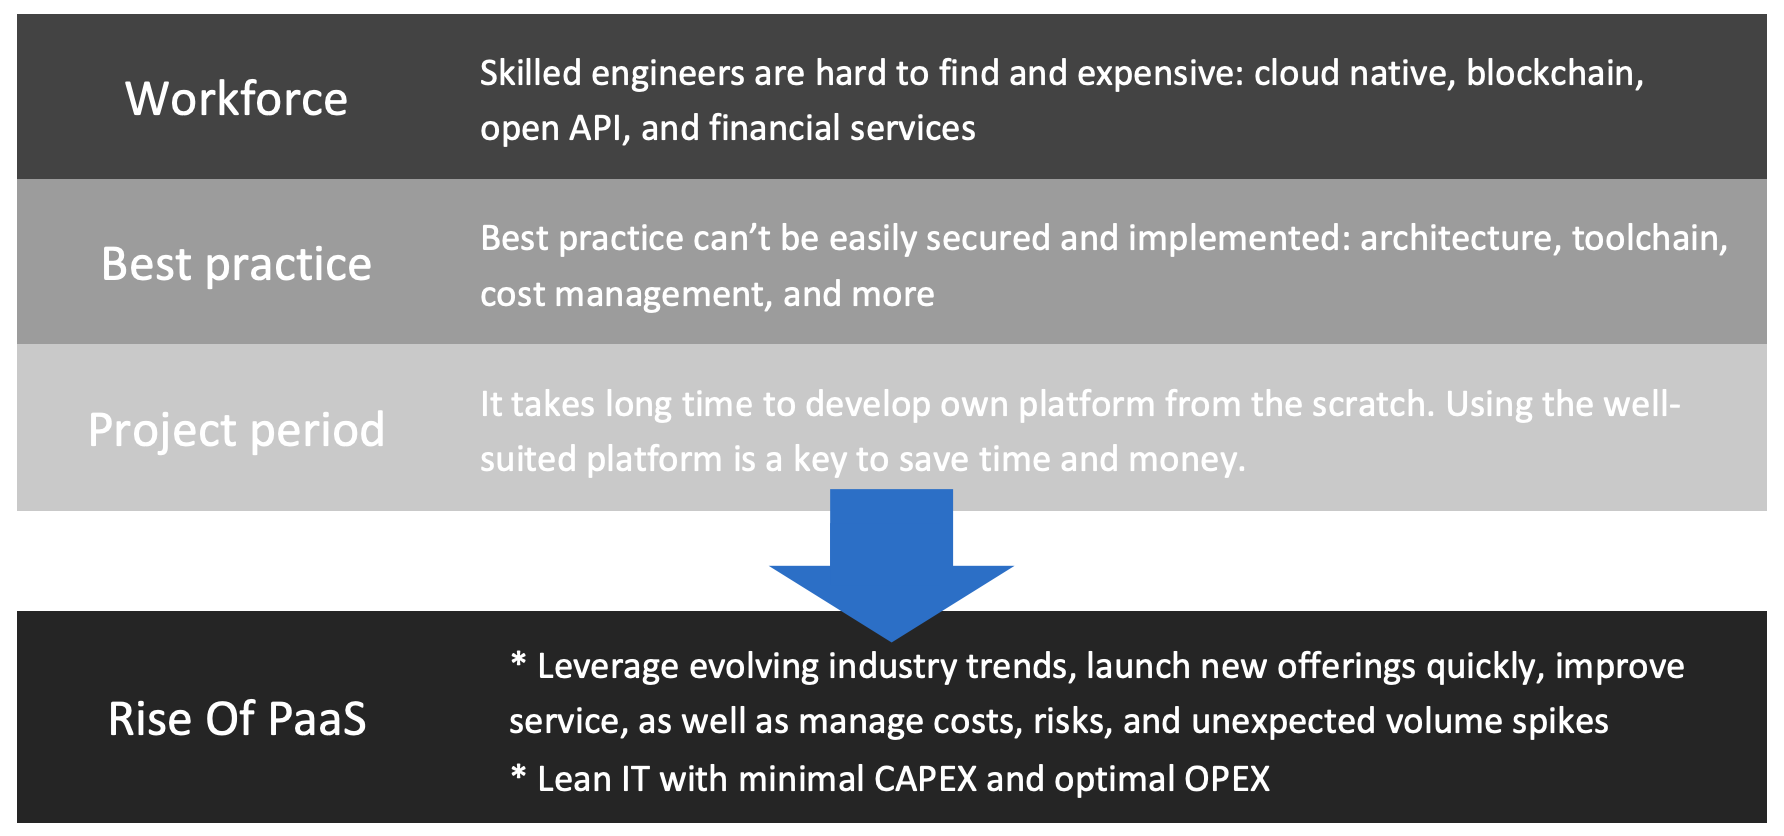 Workforce
Skilled engineers are hard to find and expensive: cloud native, blockchain,
open API, and financial services
Best practice
Best practice can’t be easily secured and implemented: architecture, toolchain,
cost management, and more
Project period
It takes long time to develop own platform from the scratch. Using the well-
suited platform is a key to save time and money.
Rise Of PaaS
* Leverage evolving industry trends, launch new offerings quickly, improve
service, as well as manage costs, risks, and unexpected volume spikes
* Lean IT with minimal CAPEX and optimal OPEX